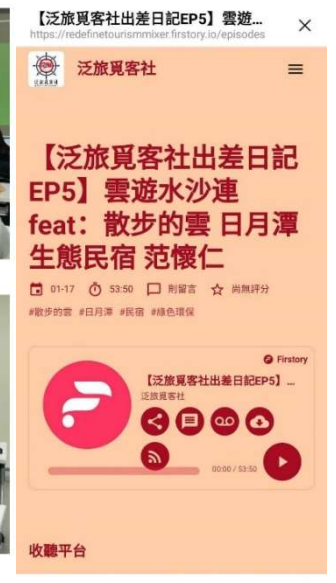 【泛旅覓客社出差日記EP5】雲遊...
https://redefinetourismmixer.firstory.io/episodes
泛旅覓客社
【泛旅覓客社出差日記
EP5】雲遊水沙連
feat：散步的雲 日月潭
生態民宿 范懷仁
01-17 53:50 則留言 尚無評分
#散步的雲 #日月潭 #民宿 #綠色環保
Firstory
【泛旅覓客社出差日記EP5】...
泛旅覓客社
00:00 / 53:50
收聽平台